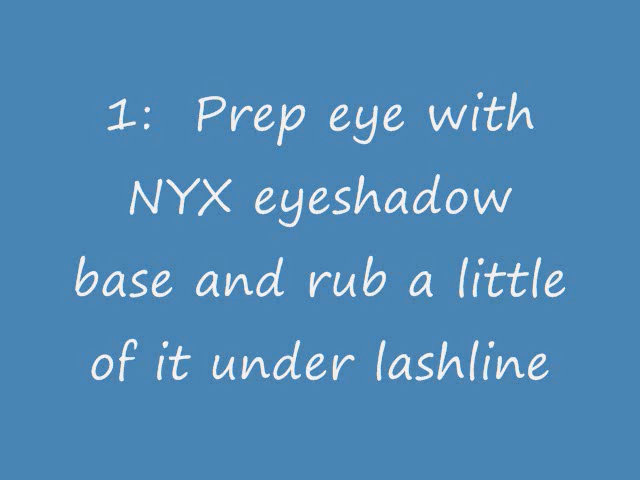 1:  Prep eye with
NYX eyeshadow
base and rub a little
of it under lashline